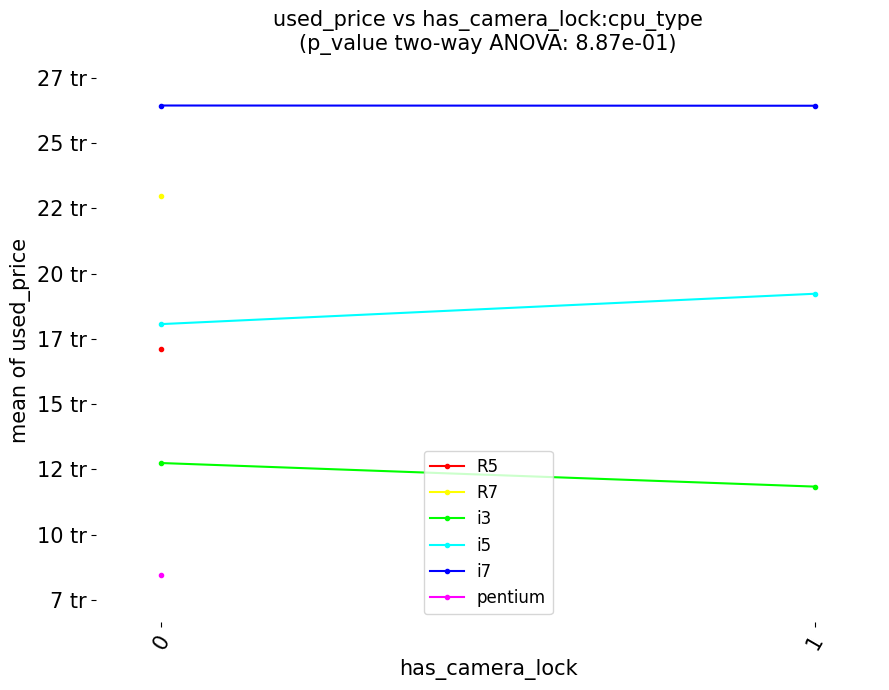 used_price vs has_camera_lock:cpu_type
(p_value two-way ANOVA: 8.87e-01)
mean of used_price
27 tr
25 tr
22 tr
20 tr
17 tr
15 tr
12 tr
10 tr
7 tr
R5
R7
i3
i5
i7
pentium
0
1
has_camera_lock